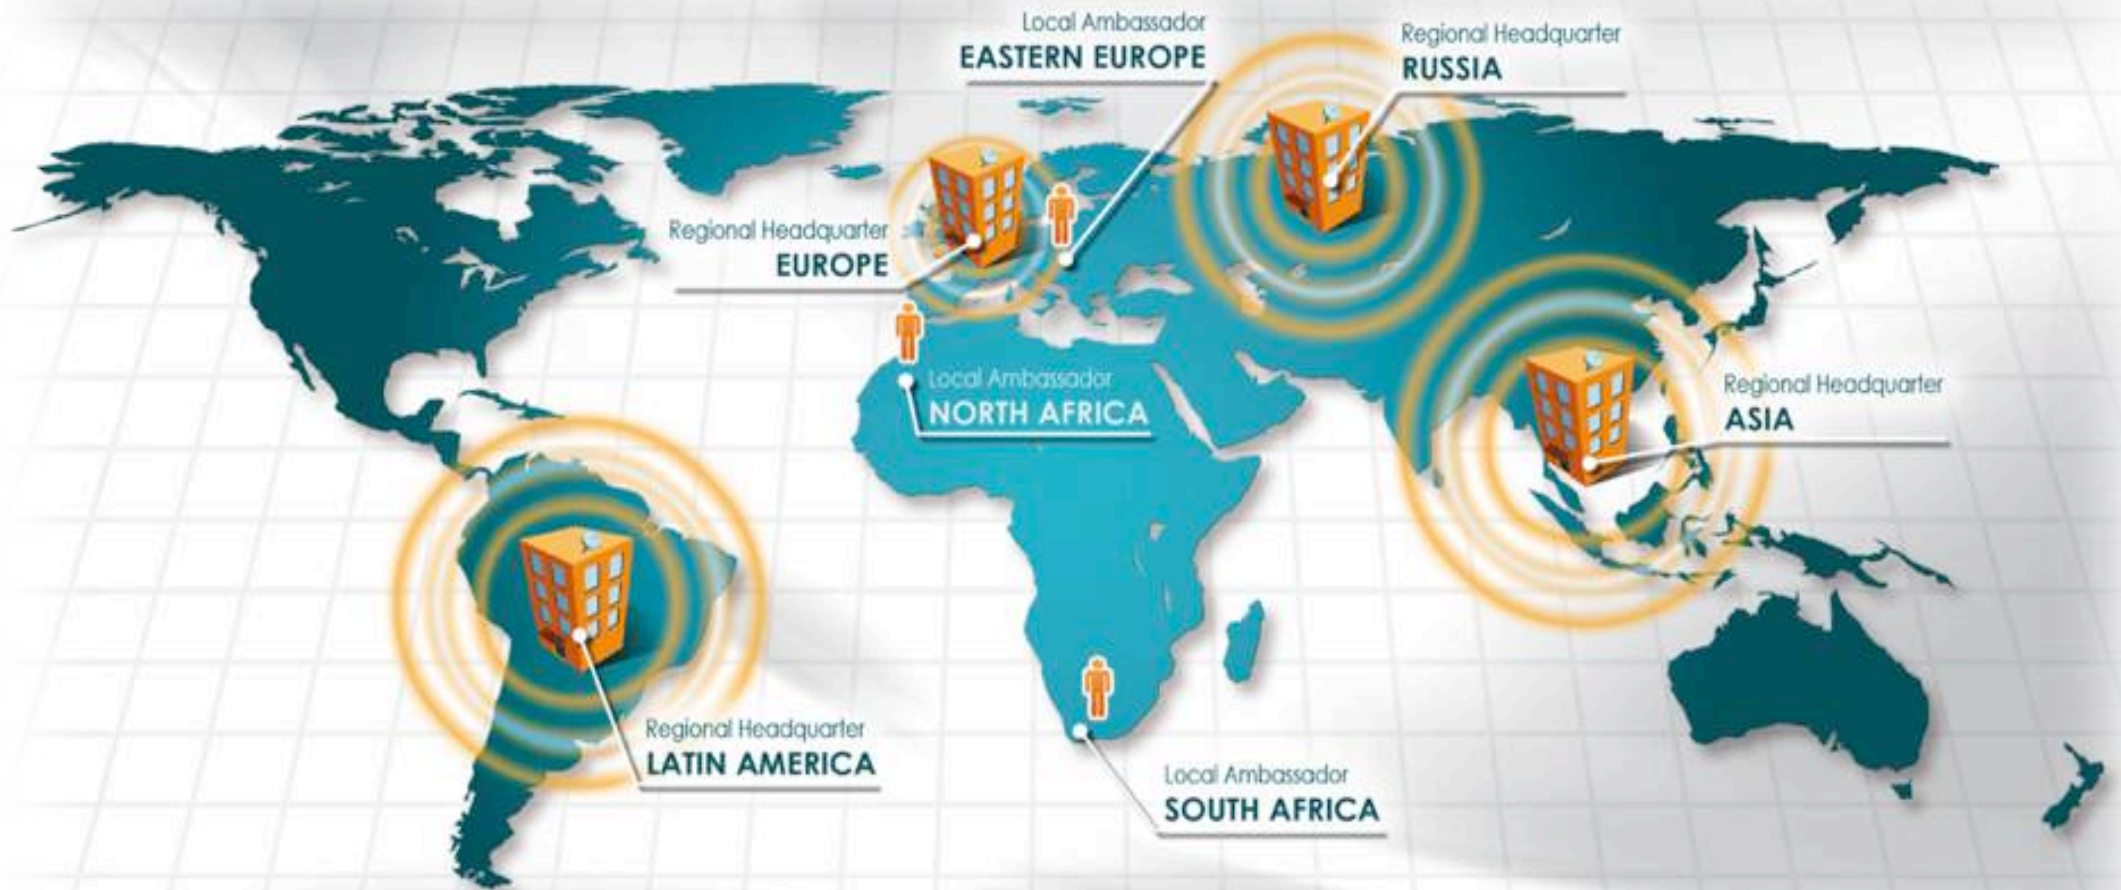 Local Ambassador
EASTERN EUROPE
Regional Headquarter
RUSSIA
Regional Headquarter
EUROPE
Local Ambassador
NORTH AFRICA
Regional Headquarter
ASIA
Regional Headquarter
LATIN AMERICA
Local Ambassador
SOUTH AFRICA